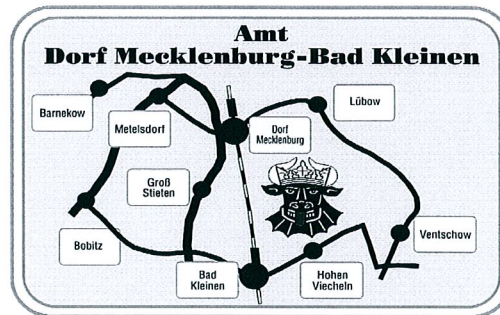 Amt
Dorf Mecklenburg-Bad Kleinen
Barnekow
Metelsdorf
Lübow
Dorf
Mecklenburg
Groß
Stieten
Bobitz
Ventschow
Bad
Kleinen
Hohen
Viecheln